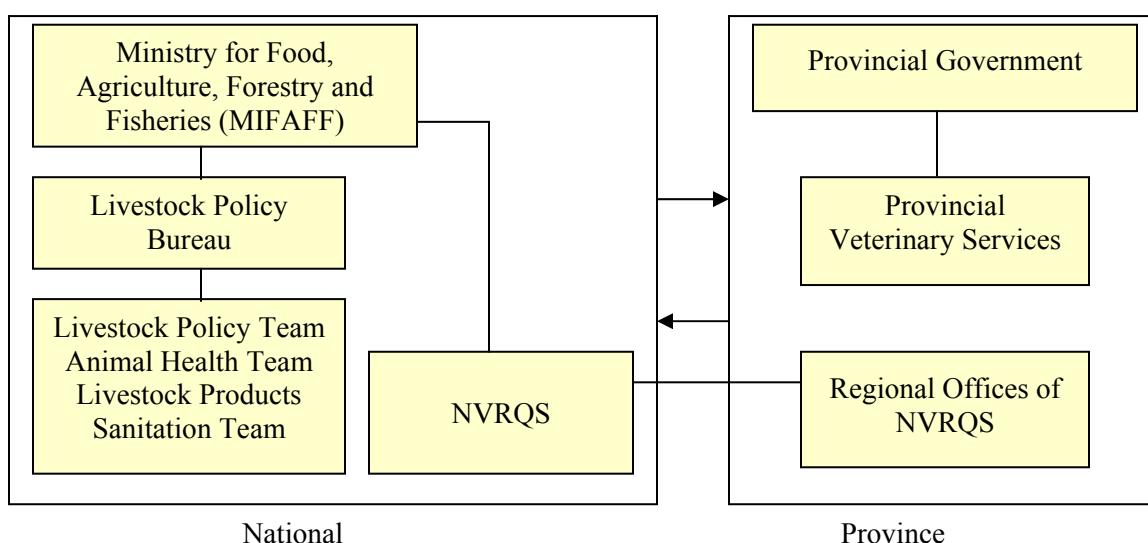 Ministry for Food,
Agriculture, Forestry and
Fisheries (MIFAFF)
Livestock Policy
Bureau
Livestock Policy Team
Animal Health Team
Livestock Products
Sanitation Team
NVRQS
National
Provincial Government
Provincial
Veterinary Services
Regional Offices of
NVRQS
Province